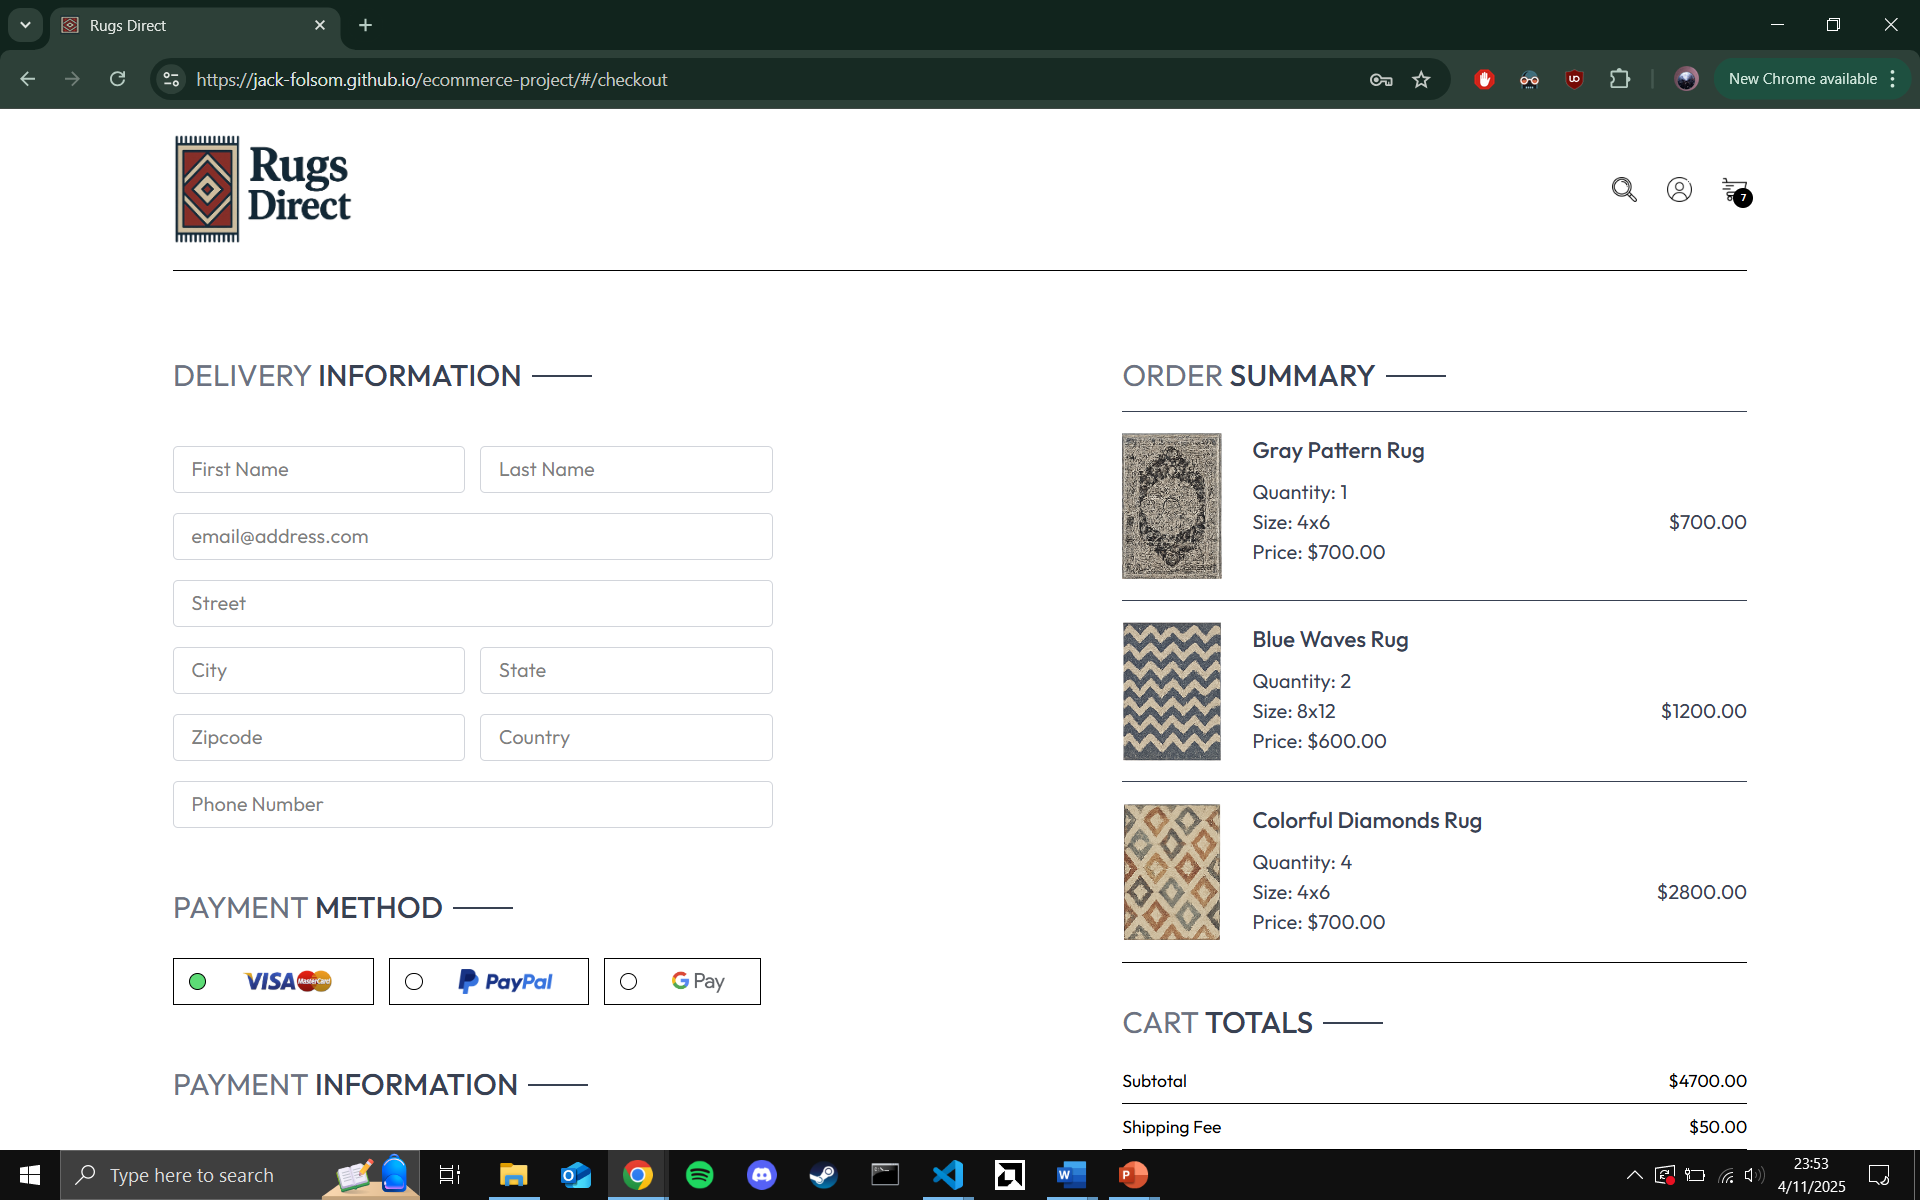 Rugs Direct
https://jack-folsom.github.io/ecommerce-project/#/checkout
New Chrome available
Rugs
Direct
7
DELIVERY INFORMATION
First Name
Last Name
email@address.com
Street
City
State
Zipcode
Country
Phone Number
PAYMENT METHOD
VISA MasterCard
PayPal
G Pay
PAYMENT INFORMATION
ORDER SUMMARY
Gray Pattern Rug
Quantity: 1
Size: 4x6
$700.00
Price: $700.00
Blue Waves Rug
Quantity: 2
Size: 8x12
$1200.00
Price: $600.00
Colorful Diamonds Rug
Quantity: 4
Size: 4x6
$2800.00
Price: $700.00
CART TOTALS
Subtotal
$4700.00
Shipping Fee
$50.00
Type here to search
23:53
4/11/2025